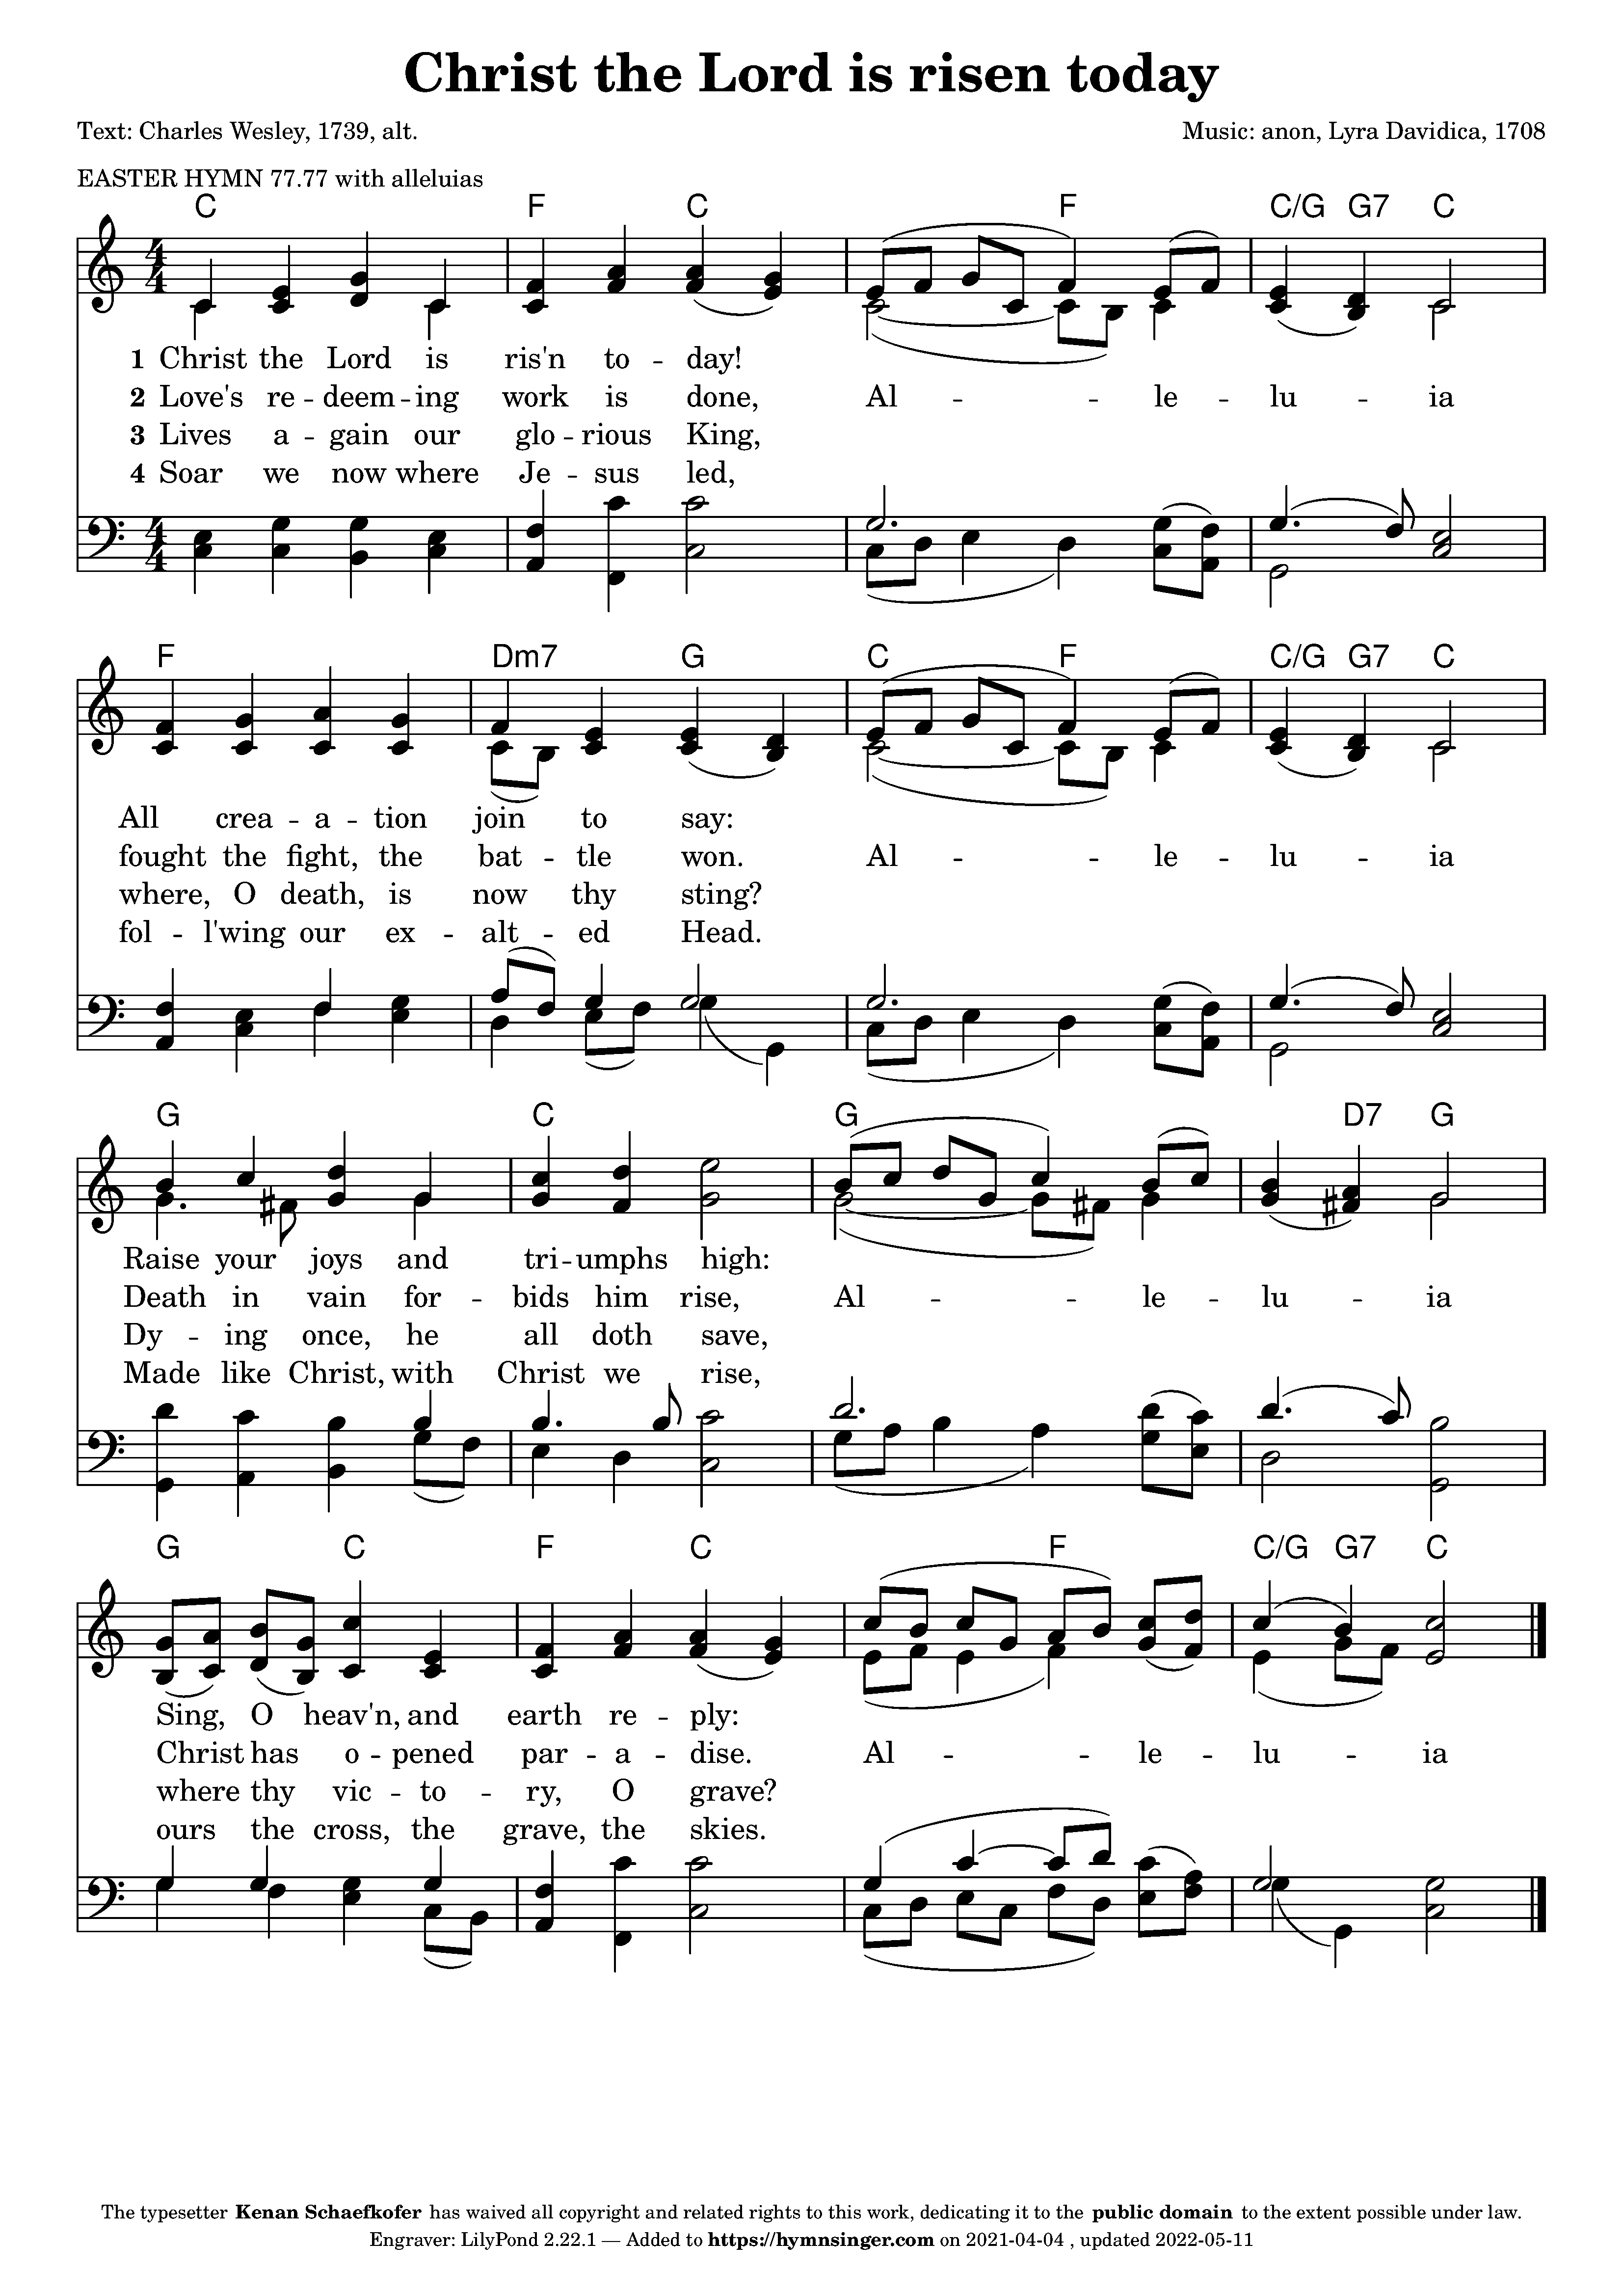 Christ the Lord is risen today
Text: Charles Wesley, 1739, alt.
Music: anon, Lyra Davidica, 1708
EASTER HYMN 77.77 with alleluias
C F C F C/G G7 C
4 4
1 Christ the Lord is ris'n to -- day!
2 Love's re -- deem -- ing work is done, Al -- le -- lu -- ia
3 Lives a -- gain our glo -- rious King,
4 Soar we now where Je -- sus led,
4 4
F Dm7 G C F C/G G7 C
All crea -- a -- tion join to say:
fought the fight, the bat -- tle won. Al -- le -- lu -- ia
where, O death, is now thy sting?
fol -- l'wing our ex -- alt -- ed Head.
G C G D7 G
Raise your joys and tri -- umphs high:
Death in vain for -- bids him rise, Al -- le -- lu -- ia
Dy -- ing once, he all doth save,
Made like Christ, with Christ we rise,
G C F C F C/G G7 C
Sing, O heav'n, and earth re -- ply:
Christ has o -- pened par -- a -- dise. Al -- le -- lu -- ia
where thy vic -- to -- ry, O grave?
ours the cross, the grave, the skies.
The typesetter Kenan Schaefkofer has waived all copyright and related rights to this work, dedicating it to the public domain to the extent possible under law.
Engraver: LilyPond 2.22.1 — Added to https://hymnsinger.com on 2021-04-04 , updated 2022-05-11